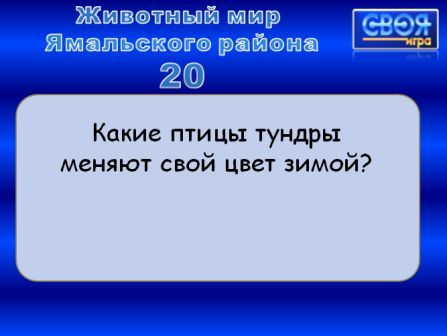 Животный мир
Ямальского района
20
СВОЯ
игра
Какие птицы тундры
меняют свой цвет зимой?